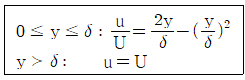 0 ≤ y ≤ δ : u/U = 2y/δ − (y/δ)²
y > δ : u = U